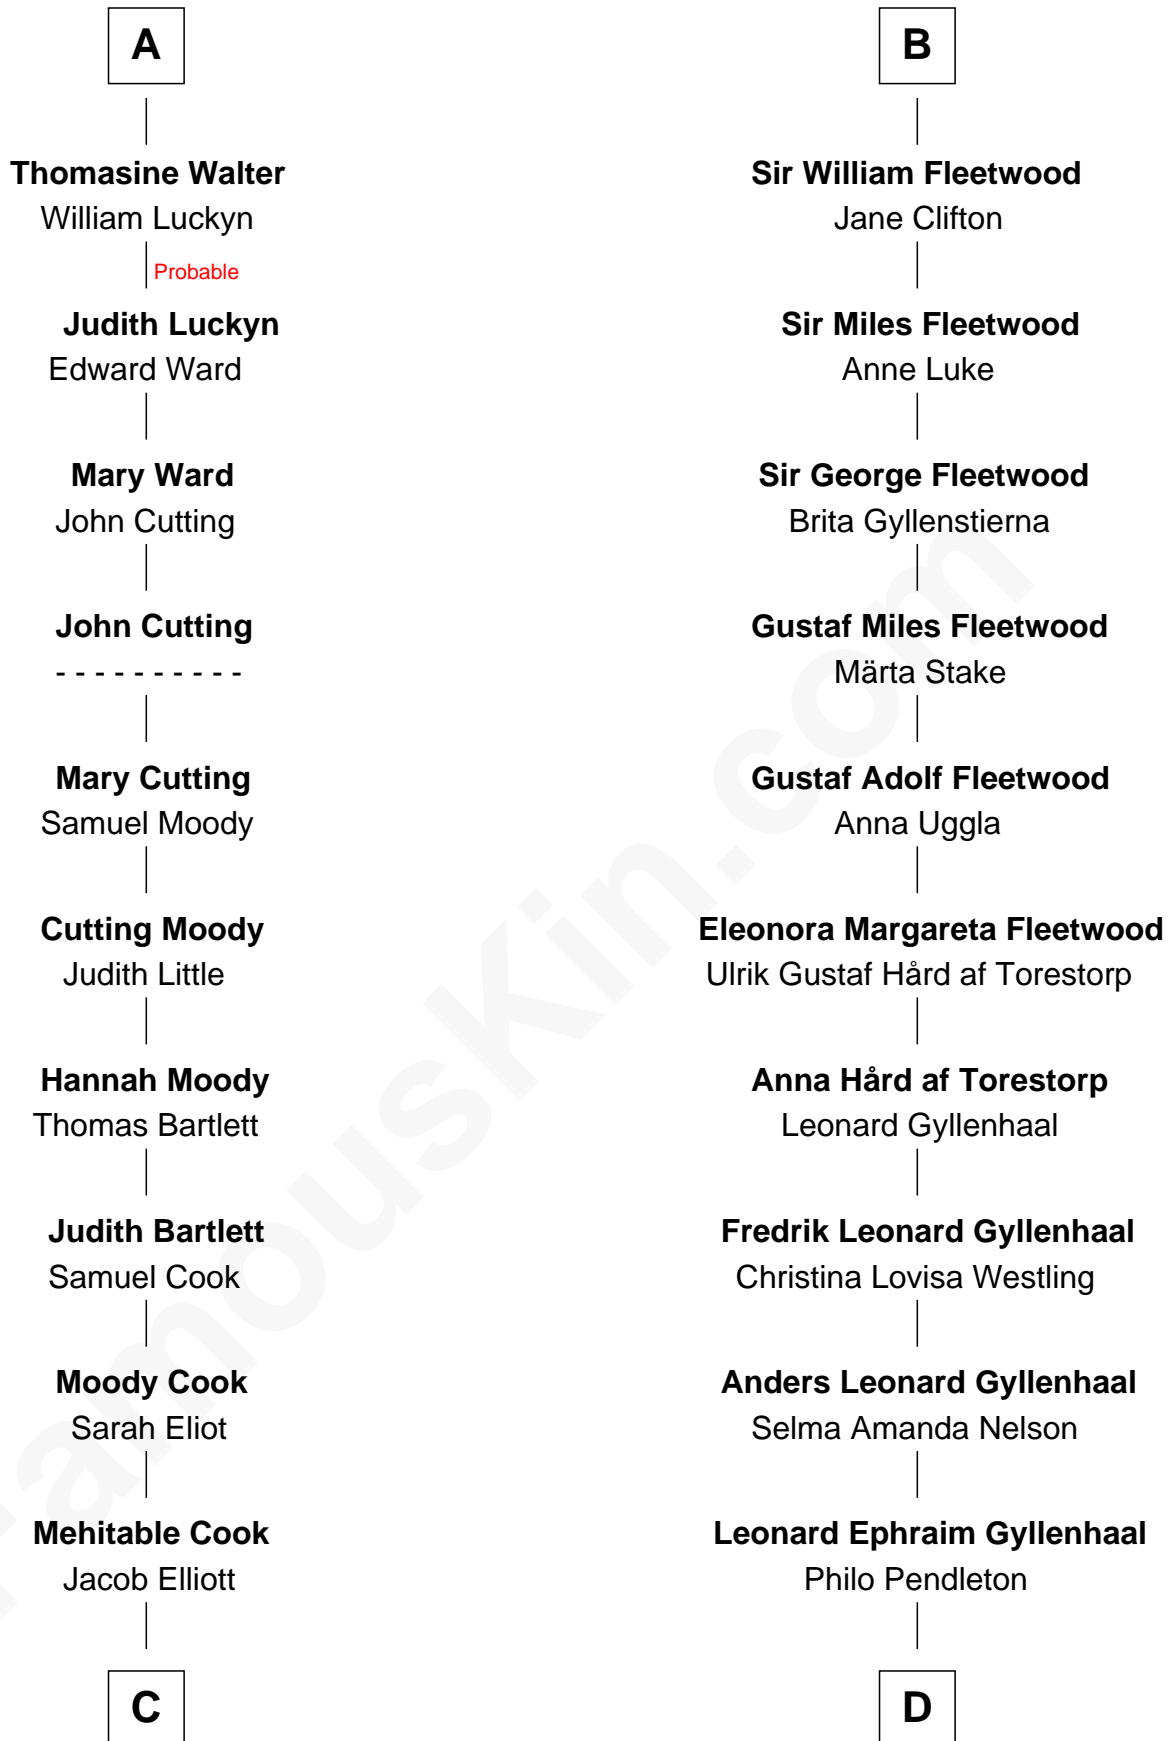 A
Thomasine Walter
William Luckyn
Probable
Judith Luckyn
Edward Ward
Mary Ward
John Cutting
John Cutting
- - - - - - - - - -
Mary Cutting
Samuel Moody
Cutting Moody
Judith Little
Hannah Moody
Thomas Bartlett
Judith Bartlett
Samuel Cook
Moody Cook
Sarah Eliot
Mehitable Cook
Jacob Elliott
C
B
Sir William Fleetwood
Jane Clifton
Sir Miles Fleetwood
Anne Luke
Sir George Fleetwood
Brita Gyllenstierna
Gustaf Miles Fleetwood
Märta Stake
Gustaf Adolf Fleetwood
Anna Uggla
Eleonora Margareta Fleetwood
Ulrik Gustaf Hård af Torestorp
Anna Hård af Torestorp
Leonard Gyllenhaal
Fredrik Leonard Gyllenhaal
Christina Lovisa Westling
Anders Leonard Gyllenhaal
Selma Amanda Nelson
Leonard Ephraim Gyllenhaal
Philo Pendleton
D
FamousKin.com